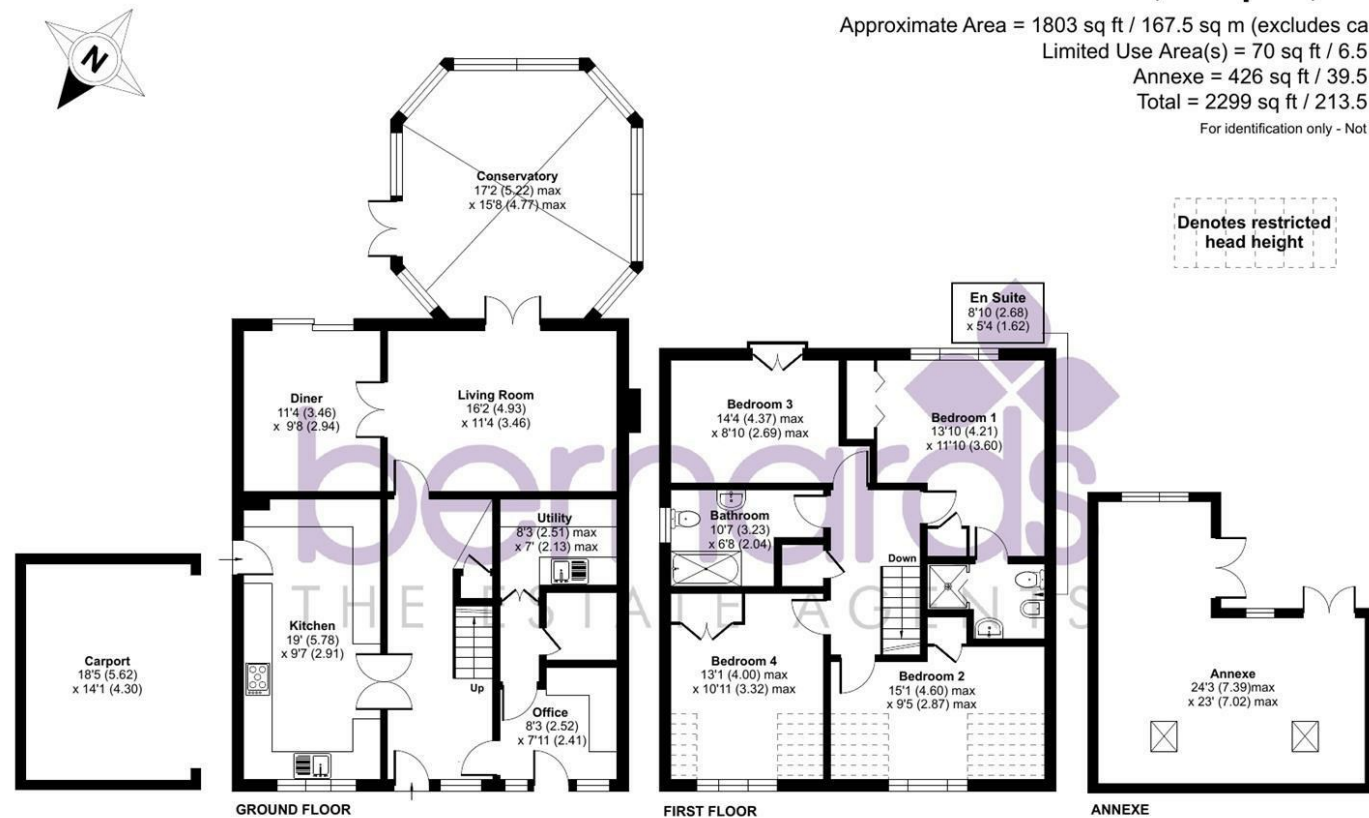 N
Approximate Area = 1803 sq ft / 167.5 sq m (excludes ca
Limited Use Area(s) = 70 sq ft / 6.5
Annexe = 426 sq ft / 39.5
Total = 2299 sq ft / 213.5
For identification only - Not
Denotes restricted
head height
Conservatory
17'2 (5.22) max
x 15'8 (4.77) max
En Suite
8'10 (2.68)
x 5'4 (1.62)
Diner
11'4 (3.46)
x 9'8 (2.94)
Living Room
16'2 (4.93)
x 11'4 (3.46)
Bedroom 3
14'4 (4.37) max
x 8'10 (2.69) max
Bedroom 1
13'10 (4.21)
x 11'10 (3.60)
bernards
THE ESTATE AGENTS
Utility
8'3 (2.51) max
x 7' (2.13) max
Bathroom
10'7 (3.23)
x 6'8 (2.04)
Down
Kitchen
19' (5.78)
x 9'7 (2.91)
Carport
18'5 (5.62)
x 14'1 (4.30)
Up
Office
8'3 (2.52)
x 7'11 (2.41)
Bedroom 4
13'1 (4.00) max
x 10'11 (3.32) max
Bedroom 2
15'1 (4.60) max
x 9'5 (2.87) max
Annexe
24'3 (7.39)max
x 23' (7.02) max
GROUND FLOOR
FIRST FLOOR
ANNEXE